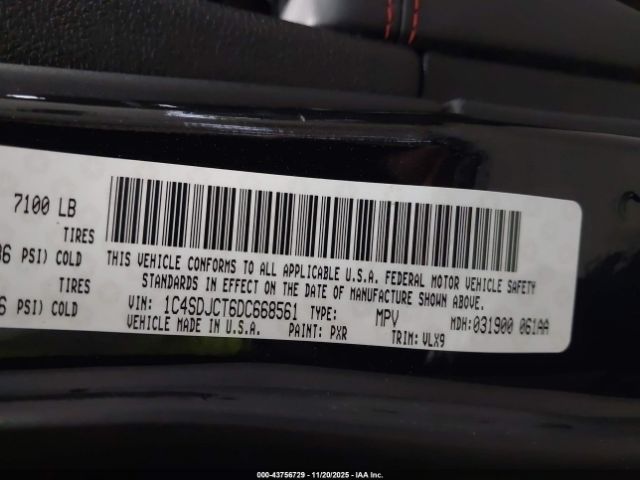 7100 LB
TIRES
PSI) COLD
TIRES
PSI) COLD
THIS VEHICLE CONFORMS TO ALL APPLICABLE U.S.A. FEDERAL MOTOR VEHICLE SAFETY
STANDARDS IN EFFECT ON THE DATE OF MANUFACTURE SHOWN ABOVE.
VIN: 1C4SDJCT6DC668561 TYPE: MPV MDH:031900 061AA
VEHICLE MADE IN U.S.A. PAINT: PXR TRIM: VLX9
000-43756729 - 11/20/2025 - IAA Inc.